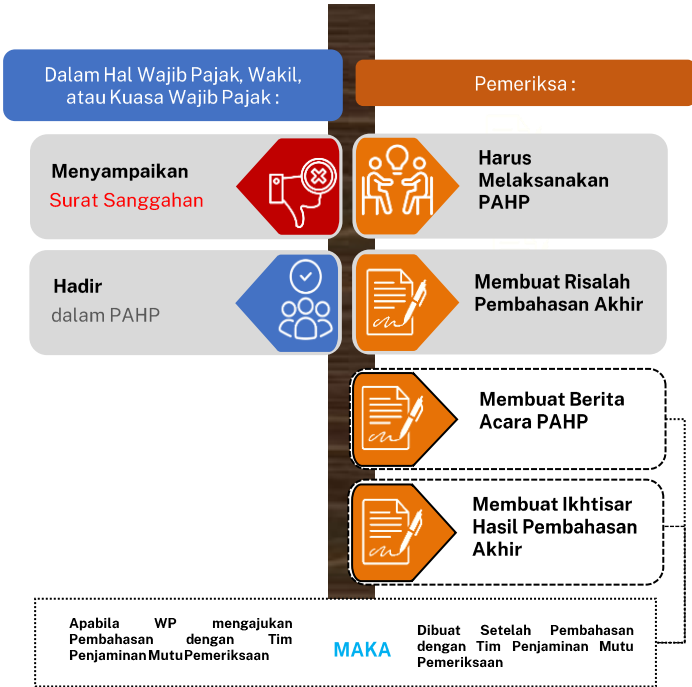 Dalam Hal Wajib Pajak, Wakil,
atau Kuasa Wajib Pajak :
Pemeriksa :
Menyampaikan
Surat Sanggahan
Harus
Melaksanakan
PAHP
Hadir
dalam PAHP
Membuat Risalah
Pembahasan Akhir
Membuat Berita
Acara PAHP
Membuat Ikhtisar
Hasil Pembahasan
Akhir
Apabila WP mengajukan
Pembahasan dengan Tim
Penjaminan Mutu Pemeriksaan
MAKA
Dibuat Setelah Pembahasan
dengan Tim Penjaminan Mutu
Pemeriksaan